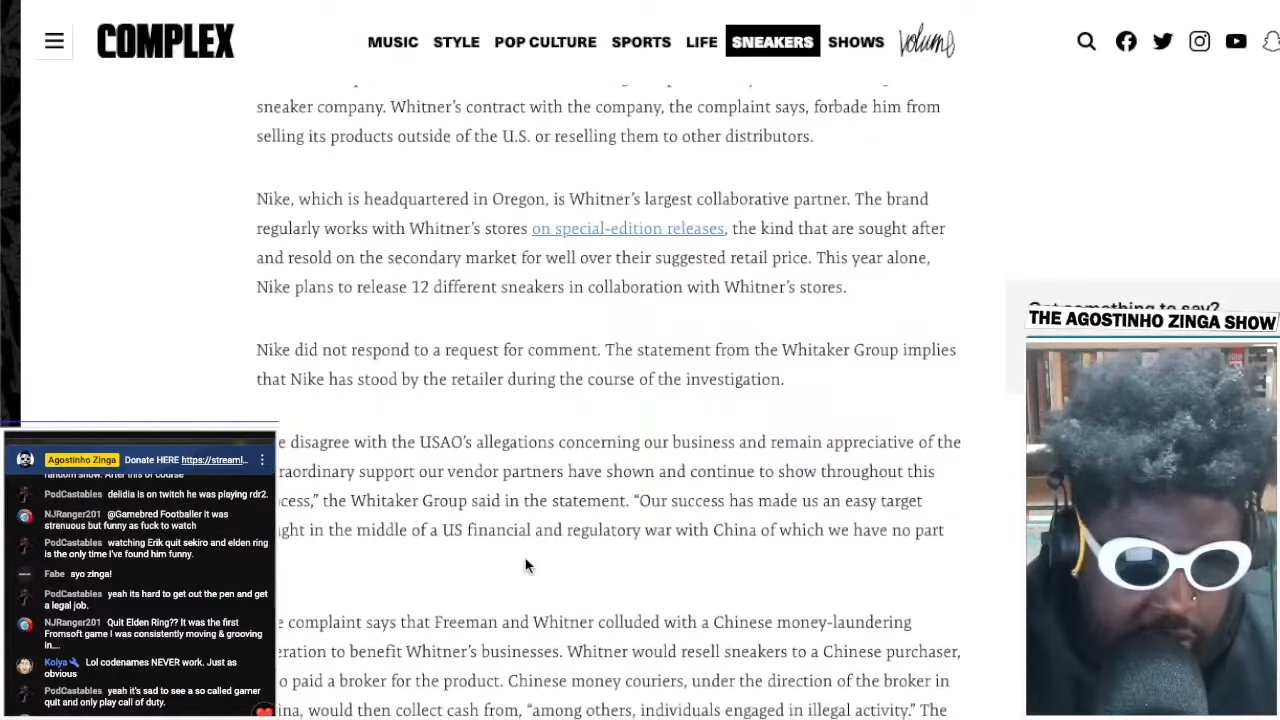 COMPLEX
MUSIC STYLE POP CULTURE SPORTS LIFE SNEAKERS SHOWS Volume
sneaker company. Whitner’s contract with the company, the complaint says, forbade him from
selling its products outside of the U.S. or reselling them to other distributors.
Nike, which is headquartered in Oregon, is Whitner’s largest collaborative partner. The brand
regularly works with Whitner’s stores on special-edition releases, the kind that are sought after
and resold on the secondary market for well over their suggested retail price. This year alone,
Nike plans to release 12 different sneakers in collaboration with Whitner’s stores.
Nike did not respond to a request for comment. The statement from the Whitaker Group implies
that Nike has stood by the retailer during the course of the investigation.
e disagree with the USAO’s allegations concerning our business and remain appreciative of the
raordinary support our vendor partners have shown and continue to show throughout this
cess,” the Whitaker Group said in the statement. “Our success has made us an easy target
ght in the middle of a US financial and regulatory war with China of which we have no part
e complaint says that Freeman and Whitner colluded with a Chinese money-laundering
eration to benefit Whitner’s businesses. Whitner would resell sneakers to a Chinese purchaser,
o paid a broker for the product. Chinese money couriers, under the direction of the broker in
ina, would then collect cash from, “among others, individuals engaged in illegal activity.” The
Got something to say?
THE AGOSTINHO ZINGA SHOW
Agostinho Zinga Donate HERE https://streaml...
random show. After this of course
PodCastables delidia is on twitch he was playing rdr2.
NJRanger201 @Gamebred Footballer it was
strenuous but funny as fuck to watch
PodCastables watching Erik quit sekiro and elden ring
is the only time I've found him funny.
Fabe ayo zinga!
PodCastables yeah its hard to get out the pen and get
a legal job.
NJRanger201 Quit Elden Ring?? It was the first
Fromsoft game I was consistently moving & grooving
in....
Koiya Lol codenames NEVER work. Just as
obvious
PodCastables yeah it's sad to see a so called gamer
quit and only play call of duty.